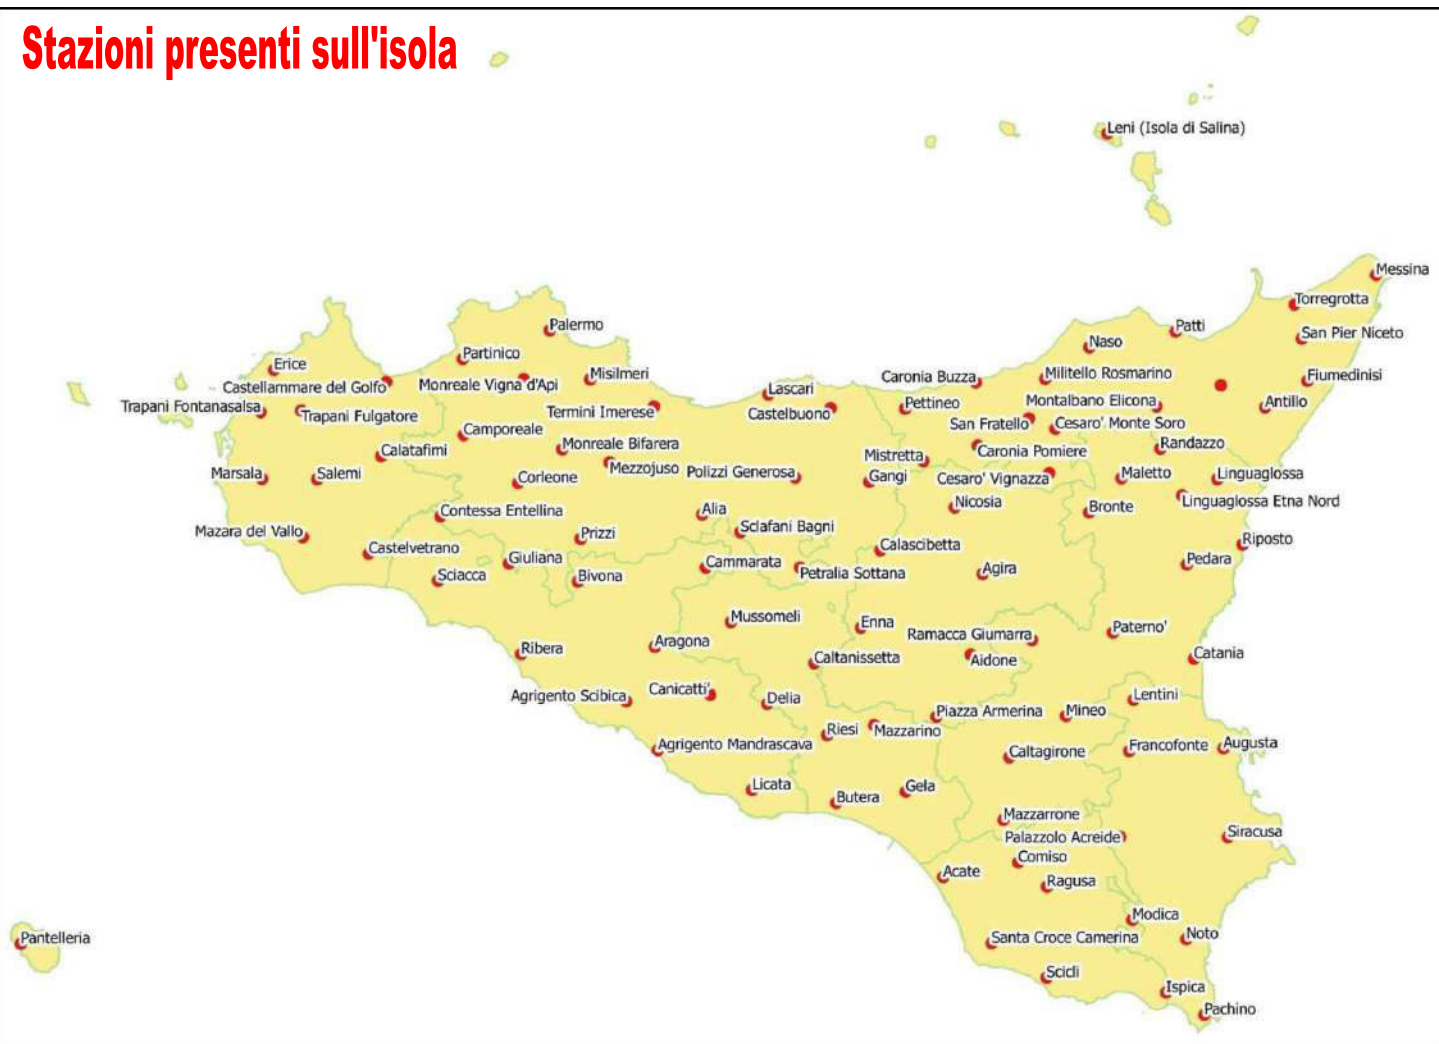 Stazioni presenti sull'isola
Leni (Isola di Salina)
Messina
Torregrotta
Palermo
Patti
San Pier Niceto
Naso
Partinico
Erice
Misilmeri
Militello Rosmarino
Fiumedinisi
Caronia Buzza
Castellammare del Golfo
Monreale Vigna d'Api
Lascari
Trapani Fontanasalsa
Trapani Fulgatore
Termini Imerese
Castelbuono
Pettineo
Montalbano Elicona
Antillo
San Fratello
Cesaro' Monte Soro
Camporeale
Monreale Bifarera
Randazzo
Calatafimi
Caronia Pomiere
Mistretta
Mezzojuso
Polizzi Generosa
Marsala
Salemi
Corleone
Gangi
Cesaro' Vignazza
Maletto
Linguaglossa
Nicosia
Linguaglossa Etna Nord
Contessa Entellina
Alia
Bronte
Sclafani Bagni
Mazara del Vallo
Prizzi
Riposto
Castelvetrano
Calascibetta
Giuliana
Pedara
Cammarata
Petralia Sottana
Agira
Sciacca
Bivona
Mussomeli
Enna
Paterno'
Ramacca Giumarra
Aragona
Ribera
Caltanissetta
Aidone
Catania
Agrigento Scibica
Canicatti'
Delia
Lentini
Piazza Armerina
Mineo
Riesi
Mazzarino
Agrigento Mandrascava
Caltagirone
Francofonte
Augusta
Licata
Butera
Gela
Mazzarrone
Palazzolo Acreide
Siracusa
Comiso
Acate
Ragusa
Modica
Noto
Santa Croce Camerina
Pantelleria
Scicli
Ispica
Pachino